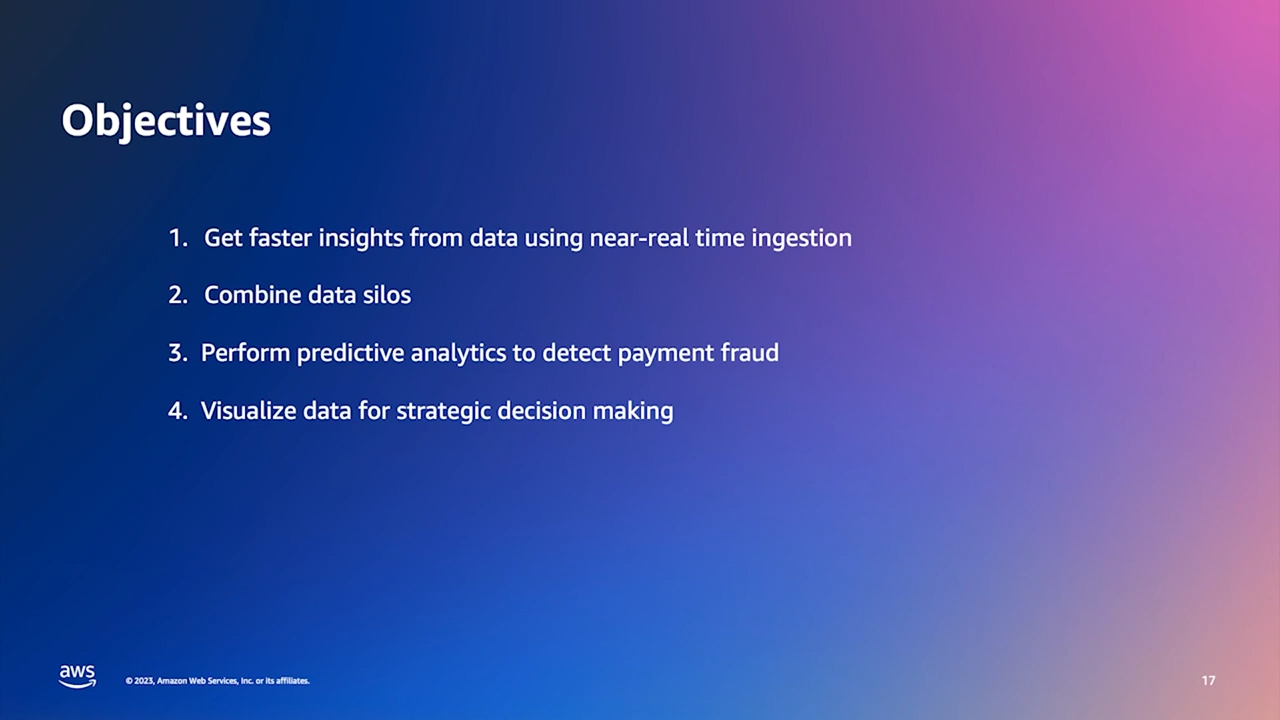 Objectives
1. Get faster insights from data using near-real time ingestion
2. Combine data silos
3. Perform predictive analytics to detect payment fraud
4. Visualize data for strategic decision making
aws
© 2023, Amazon Web Services, Inc. or its affiliates.
17